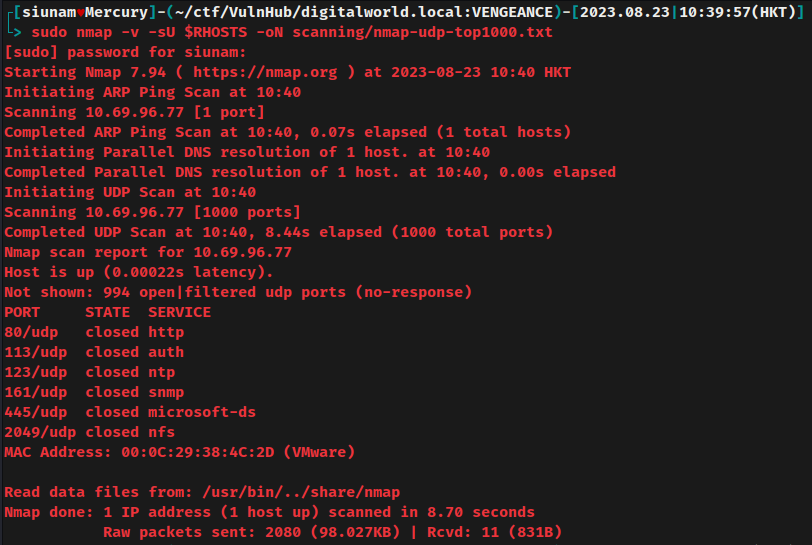 ┌[siunam♥Mercury]-(~/ctf/VulnHub/digitalworld.local:VENGEANCE)-[2023.08.23|10:39:57(HKT)]
└> sudo nmap -v -sU $RHOSTS -oN scanning/nmap-udp-top1000.txt
[sudo] password for siunam:
Starting Nmap 7.94 ( https://nmap.org ) at 2023-08-23 10:40 HKT
Initiating ARP Ping Scan at 10:40
Scanning 10.69.96.77 [1 port]
Completed ARP Ping Scan at 10:40, 0.07s elapsed (1 total hosts)
Initiating Parallel DNS resolution of 1 host. at 10:40
Completed Parallel DNS resolution of 1 host. at 10:40, 0.00s elapsed
Initiating UDP Scan at 10:40
Scanning 10.69.96.77 [1000 ports]
Completed UDP Scan at 10:40, 8.44s elapsed (1000 total ports)
Nmap scan report for 10.69.96.77
Host is up (0.00022s latency).
Not shown: 994 open|filtered udp ports (no-response)
PORT     STATE  SERVICE
80/udp   closed http
113/udp  closed auth
123/udp  closed ntp
161/udp  closed snmp
445/udp  closed microsoft-ds
2049/udp closed nfs
MAC Address: 00:0C:29:38:4C:2D (VMware)

Read data files from: /usr/bin/../share/nmap
Nmap done: 1 IP address (1 host up) scanned in 8.70 seconds
           Raw packets sent: 2080 (98.027KB) | Rcvd: 11 (831B)